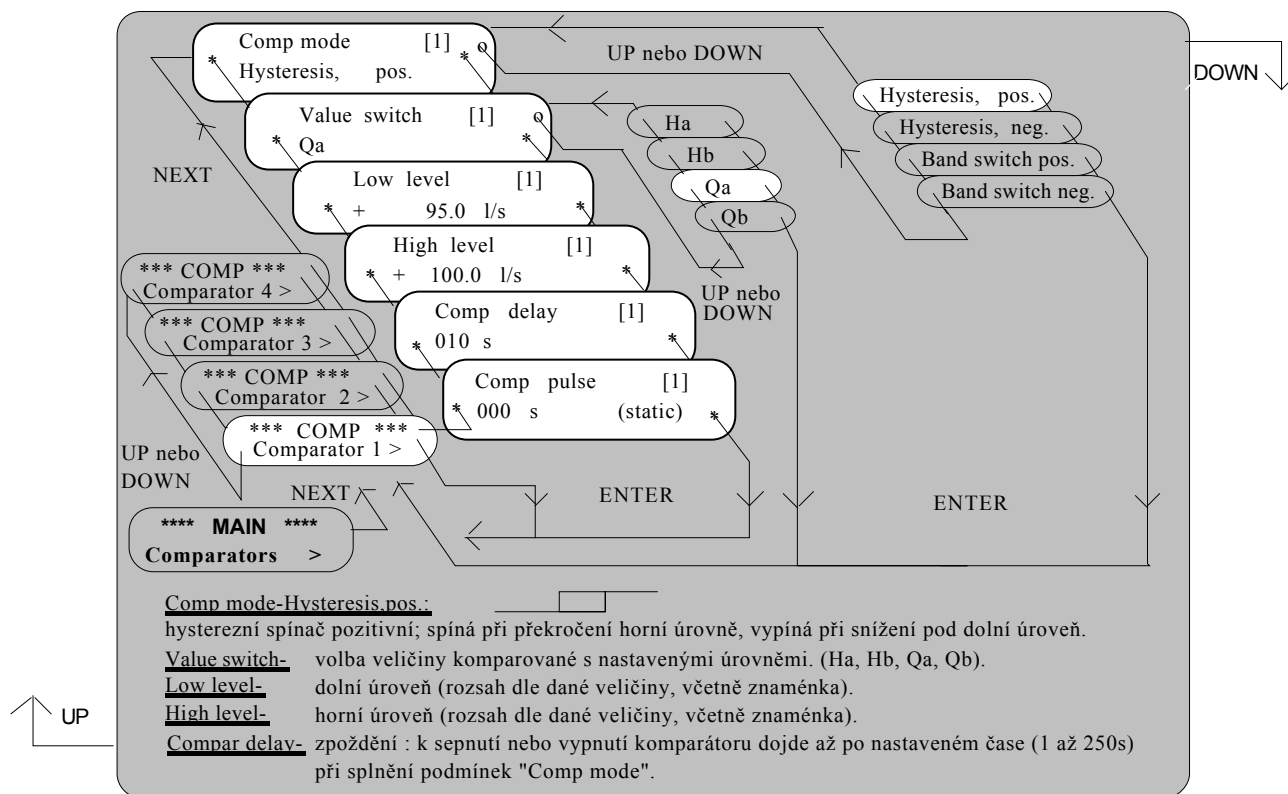 Comp mode [1] o
* Hysteresis, pos. *
UP nebo DOWN
DOWN
Value switch [1] o
* Qa *
Ha
Hb
Qa
Qb
Hysteresis, pos.
Hysteresis, neg.
Band switch pos.
Band switch neg.
NEXT
Low level [1]
* + 95.0 l/s *
High level [1]
* + 100.0 l/s *
UP nebo
DOWN
*** COMP ***
Comparator 4 >
Comp delay [1]
* 010 s *
*** COMP ***
Comparator 3 >
*** COMP ***
Comparator 2 >
Comp pulse [1]
* 000 s (static) *
*** COMP ***
Comparator 1 >
UP nebo
DOWN
NEXT
ENTER
ENTER
**** MAIN ****
Comparators >
Comp mode-Hysteresis,pos.:
hysterezní spínač pozitivní; spíná při překročení horní úrovně, vypíná při snížení pod dolní úroveň.
Value switch- volba veličiny komparované s nastavenými úrovněmi. (Ha, Hb, Qa, Qb).
Low level- dolní úroveň (rozsah dle dané veličiny, včetně znaménka).
High level- horní úroveň (rozsah dle dané veličiny, včetně znaménka).
UP
Compar delay- zpoždění : k sepnutí nebo vypnutí komparátoru dojde až po nastaveném čase (1 až 250s)
při splnění podmínek "Comp mode".